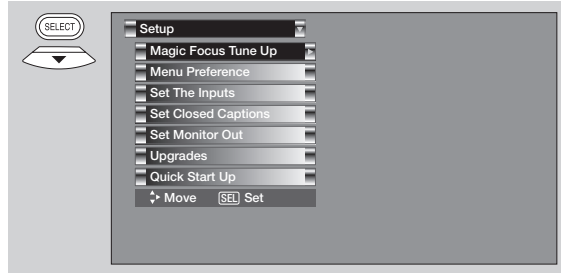 SELECT
Setup
Magic Focus Tune Up
Menu Preference
Set The Inputs
Set Closed Captions
Set Monitor Out
Upgrades
Quick Start Up
Move SEL Set